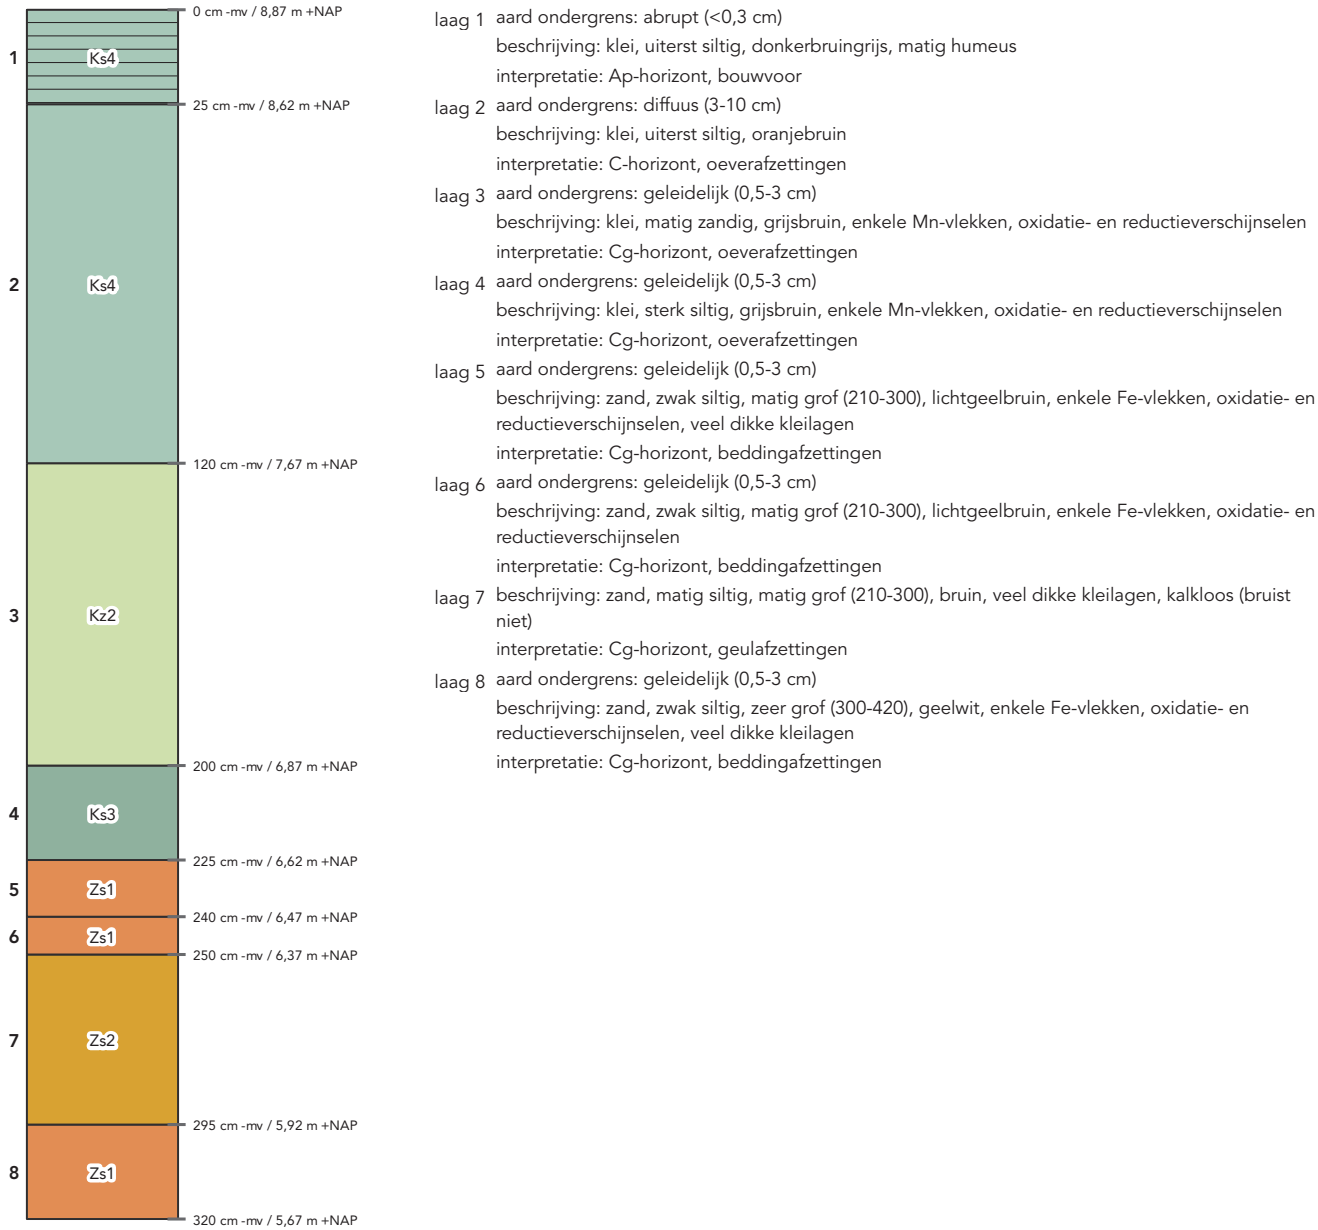 0 cm -mv / 8,87 m +NAP
1
Ks4
25 cm -mv / 8,62 m +NAP
2
Ks4
120 cm -mv / 7,67 m +NAP
3
Kz2
200 cm -mv / 6,87 m +NAP
4
Ks3
225 cm -mv / 6,62 m +NAP
5
Zs1
240 cm -mv / 6,47 m +NAP
6
Zs1
250 cm -mv / 6,37 m +NAP
7
Zs2
295 cm -mv / 5,92 m +NAP
8
Zs1
320 cm -mv / 5,67 m +NAP
laag 1 aard ondergrens: abrupt (<0,3 cm)
beschrijving: klei, uiterst siltig, donkerbruingrijs, matig humeus
interpretatie: Ap-horizont, bouwvoor
laag 2 aard ondergrens: diffuus (3-10 cm)
beschrijving: klei, uiterst siltig, oranjebruin
interpretatie: C-horizont, oeverafzettingen
laag 3 aard ondergrens: geleidelijk (0,5-3 cm)
beschrijving: klei, matig zandig, grijsbruin, enkele Mn-vlekken, oxidatie- en reductieverschijnselen
interpretatie: Cg-horizont, oeverafzettingen
laag 4 aard ondergrens: geleidelijk (0,5-3 cm)
beschrijving: klei, sterk siltig, grijsbruin, enkele Mn-vlekken, oxidatie- en reductieverschijnselen
interpretatie: Cg-horizont, oeverafzettingen
laag 5 aard ondergrens: geleidelijk (0,5-3 cm)
beschrijving: zand, zwak siltig, matig grof (210-300), lichtgeelbruin, enkele Fe-vlekken, oxidatie- en
reductieverschijnselen, veel dikke kleilagen
interpretatie: Cg-horizont, beddingafzettingen
laag 6 aard ondergrens: geleidelijk (0,5-3 cm)
beschrijving: zand, zwak siltig, matig grof (210-300), lichtgeelbruin, enkele Fe-vlekken, oxidatie- en
reductieverschijnselen
interpretatie: Cg-horizont, beddingafzettingen
laag 7 beschrijving: zand, matig siltig, matig grof (210-300), bruin, veel dikke kleilagen, kalkloos (bruist
niet)
interpretatie: Cg-horizont, geulafzettingen
laag 8 aard ondergrens: geleidelijk (0,5-3 cm)
beschrijving: zand, zwak siltig, zeer grof (300-420), geelwit, enkele Fe-vlekken, oxidatie- en
reductieverschijnselen, veel dikke kleilagen
interpretatie: Cg-horizont, beddingafzettingen